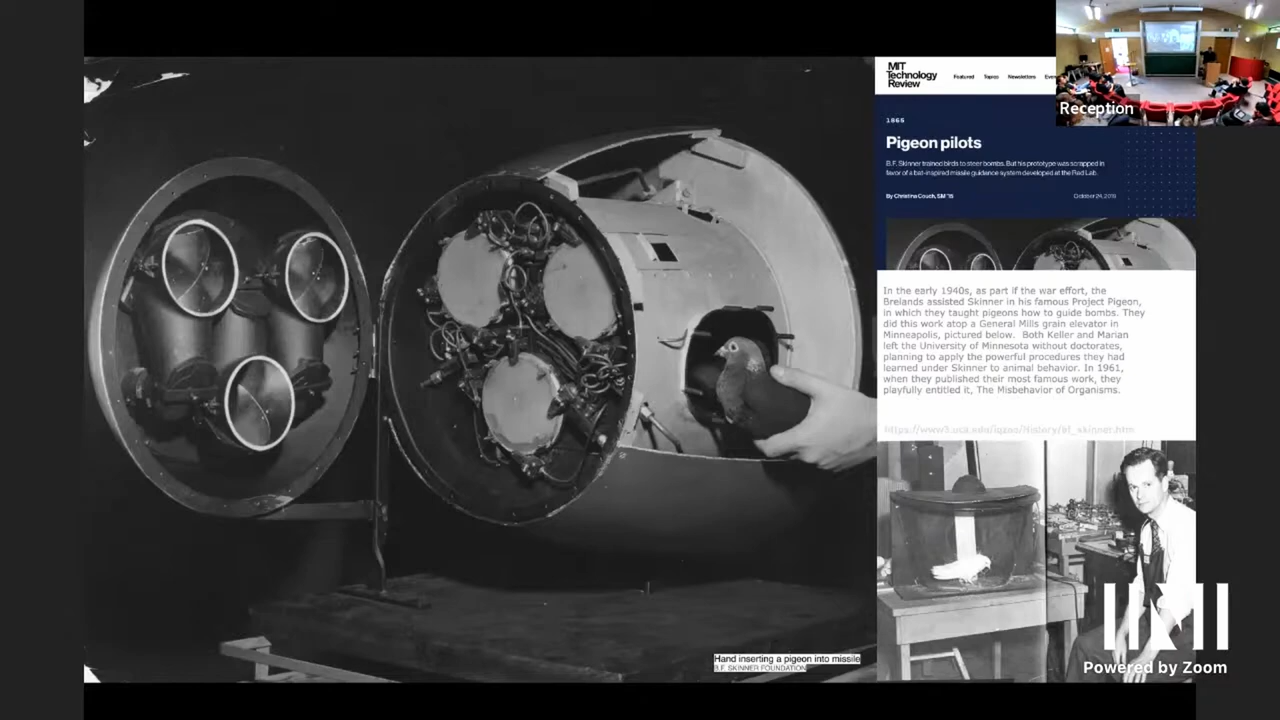 MIT
Technology
Review
Featured Topics Newsletters
Reception
1865
Pigeon pilots
B.F. Skinner trained birds to steer bombs. But his prototype was scrapped in
favor of a bat-inspired missile guidance system developed at the Rad Lab.
By Christina Couch, SM '15
October 24, 2019
In the early 1940s, as part if the war effort, the
Brelands assisted Skinner in his famous Project Pigeon,
in which they taught pigeons how to guide bombs. They
did this work atop a General Mills grain elevator in
Minneapolis, pictured below. Both Keller and Marian
left the University of Minnesota without doctorates,
planning to apply the powerful procedures they had
learned under Skinner to animal behavior. In 1961,
when they published their most famous work, they
playfully entitled it, The Misbehavior of Organisms.
Hand inserting a pigeon into missile
B.F. SKINNER FOUNDATION
Powered by Zoom